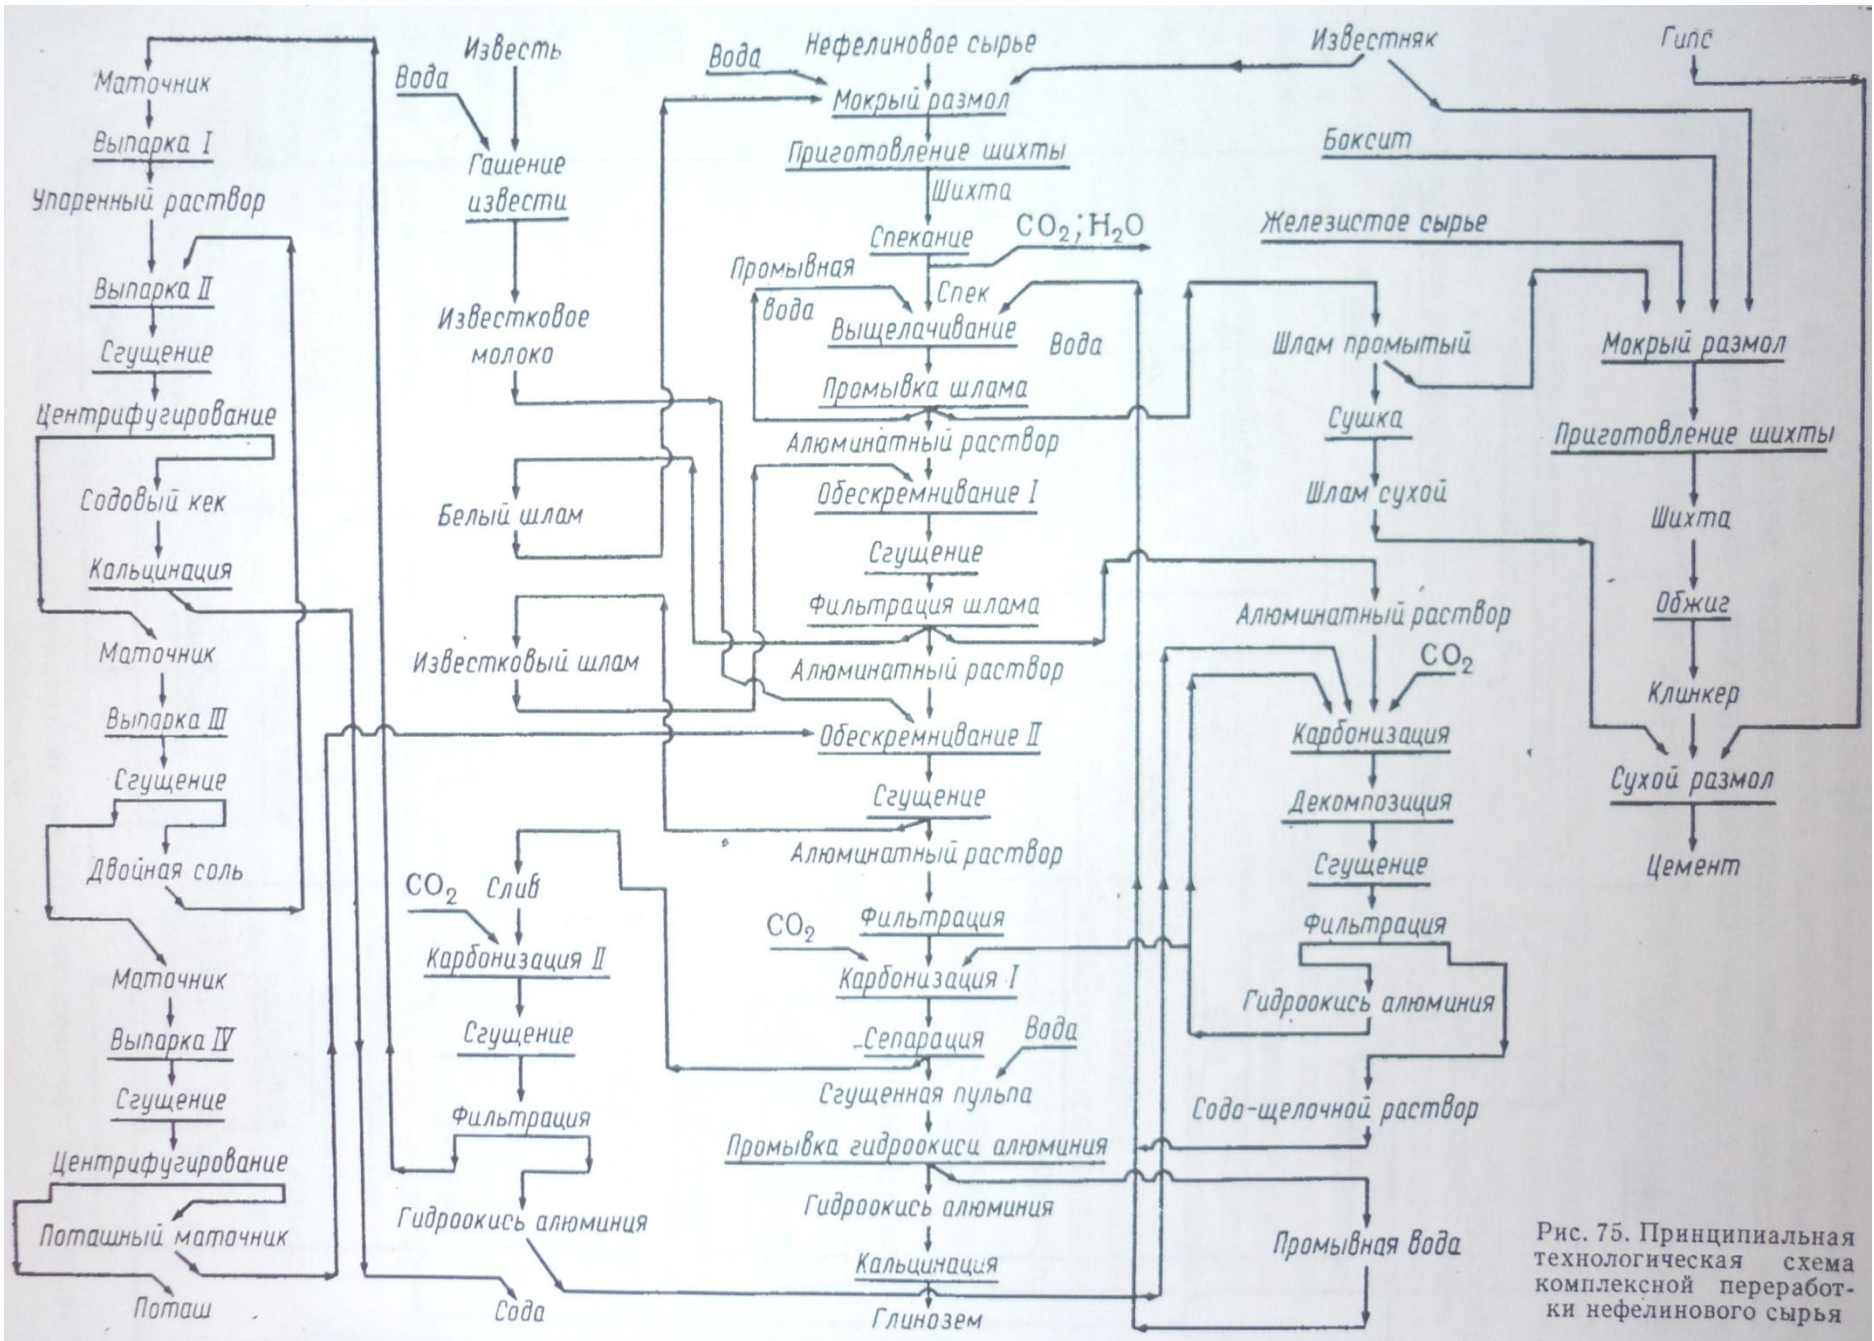 Маточник
Выпарка I
Упаренный раствор
Выпарка II
Сгущение
Центрифугирование
Содовый кек
Кальцинация
Маточник
Выпарка III
Сгущение
Двойная соль
Маточник
Выпарка IV
Сгущение
Центрифугирование
Поташный маточник
Поташ
Известь
Вода
Гашение
извести
Известковое
молоко
Белый шлам
Известковый шлам
Слив
CO2
Карбонизация II
Сгущение
Фильтрация
Гидроокись алюминия
Сода
Нефелиновое сырье
Вода
Мокрый размол
Приготовление шихты
Шихта
Спекание
CO2; H2O
Промывная
вода
Спек
Выщелачивание
Вода
Промывка шлама
Алюминатный раствор
Обескремнивание I
Сгущение
Фильтрация шлама
Алюминатный раствор
Обескремнивание II
Сгущение
Алюминатный раствор
Фильтрация
CO2
Карбонизация I
Сепарация
Вода
Сгущенная пульпа
Промывка гидроокиси алюминия
Гидроокись алюминия
Кальцинация
Глинозем
Известняк
Шлам промытый
Сушка
Шлам сухой
Алюминатный раствор
CO2
Карбонизация
Декомпозиция
Сгущение
Фильтрация
Гидроокись алюминия
Содо-щелочной раствор
Промывная вода
Гипс
Боксит
Железистое сырье
Мокрый размол
Приготовление шихты
Шихта
Обжиг
Клинкер
Сухой размол
Цемент
Рис. 75. Принципиальная
технологическая схема
комплексной переработ-
ки нефелинового сырья